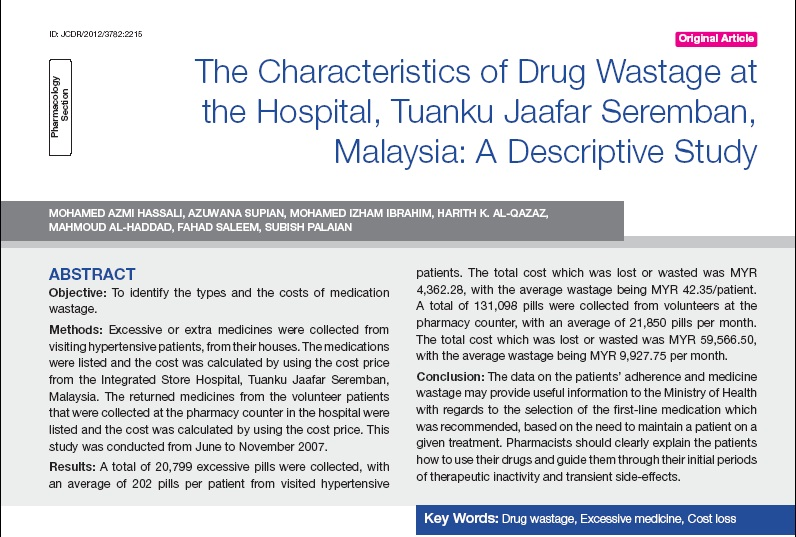 ID: JCDR/2012/3782:2215
Original Article
Pharmacology
Section
The Characteristics of Drug Wastage at
the Hospital, Tuanku Jaafar Seremban,
Malaysia: A Descriptive Study
MOHAMED AZMI HASSALI, AZUWANA SUPIAN, MOHAMED IZHAM IBRAHIM, HARITH K. AL-QAZAZ,
MAHMOUD AL-HADDAD, FAHAD SALEEM, SUBISH PALAIAN
ABSTRACT
Objective: To identify the types and the costs of medication
wastage.
Methods: Excessive or extra medicines were collected from
visiting hypertensive patients, from their houses. The medications
were listed and the cost was calculated by using the cost price
from the Integrated Store Hospital, Tuanku Jaafar Seremban,
Malaysia. The returned medicines from the volunteer patients
that were collected at the pharmacy counter in the hospital were
listed and the cost was calculated by using the cost price. This
study was conducted from June to November 2007.
Results: A total of 20,799 excessive pills were collected, with
an average of 202 pills per patient from visited hypertensive
patients. The total cost which was lost or wasted was MYR
4,362.28, with the average wastage being MYR 42.35/patient.
A total of 131,098 pills were collected from volunteers at the
pharmacy counter, with an average of 21,850 pills per month.
The total cost which was lost or wasted was MYR 59,566.50,
with the average wastage being MYR 9,927.75 per month.
Conclusion: The data on the patients' adherence and medicine
wastage may provide useful information to the Ministry of Health
with regards to the selection of the first-line medication which
was recommended, based on the need to maintain a patient on a
given treatment. Pharmacists should clearly explain the patients
how to use their drugs and guide them through their initial periods
of therapeutic inactivity and transient side-effects.
Key Words: Drug wastage, Excessive medicine, Cost loss